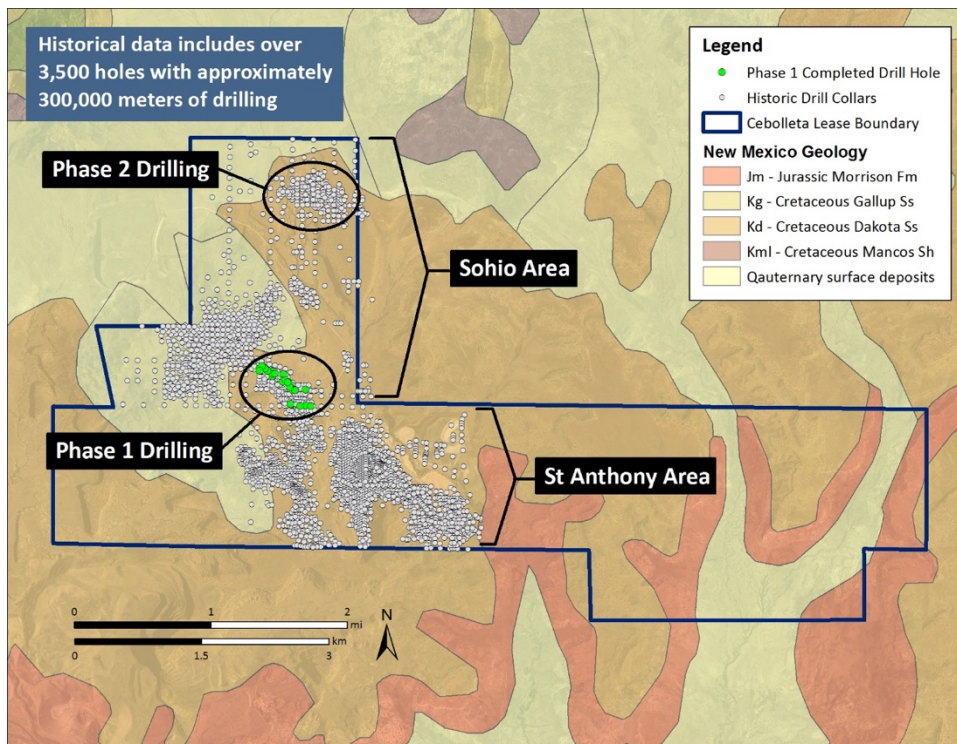 Historical data includes over
3,500 holes with approximately
300,000 meters of drilling
Legend
Phase 1 Completed Drill Hole
Historic Drill Collars
Cebolleta Lease Boundary
New Mexico Geology
Jm - Jurassic Morrison Fm
Kg - Cretaceous Gallup Ss
Kd - Cretaceous Dakota Ss
Kml - Cretaceous Mancos Sh
Qauternary surface deposits
Phase 2 Drilling
Sohio Area
Phase 1 Drilling
St Anthony Area
0 1 2
mi
km
0 1.5 3
N